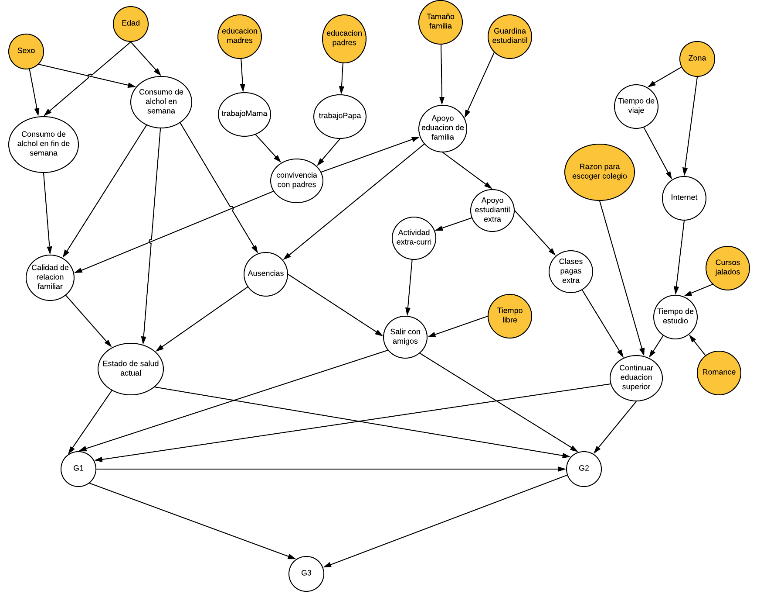 Edad
Sexo
educacion
madres
educacion
padres
Tamaño
familia
Guardina
estudiantil
Zona
Consumo de
alchol en
semana
Tiempo de
viaje
trabajoMama
trabajoPapa
Apoyo
eduacion de
familia
Consumo de
alchol en fin de
semana
Razon para
escoger colegio
convivencia
con padres
Internet
Apoyo
estudiantil
extra
Actividad
extra-curri
Calidad de
relacion
familiar
Ausencias
Clases
pagas
extra
Cursos
jalados
Tiempo
libre
Tiempo de
estudio
Salir con
amigos
Estado de salud
actual
Continuar
eduacion
superior
Romance
G1
G2
G3